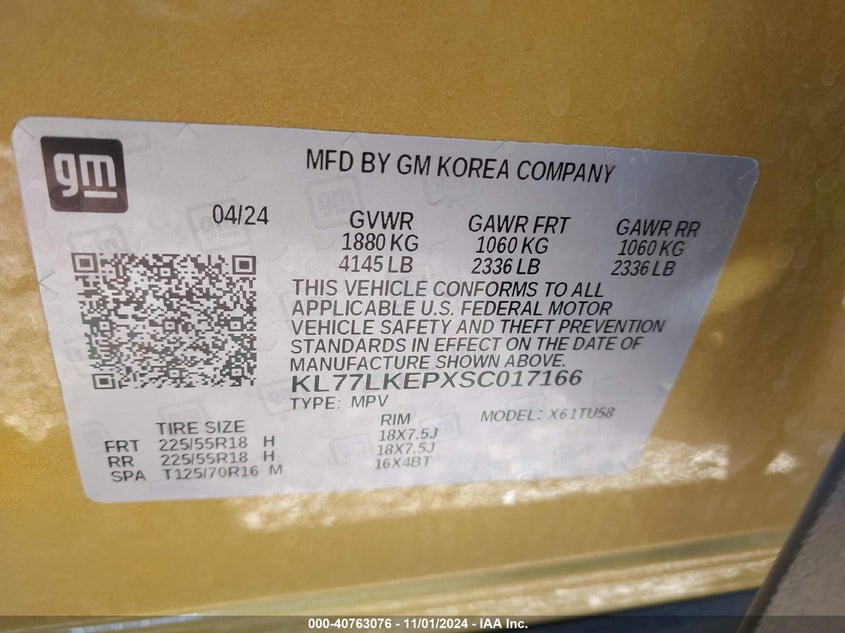 gm
MFD BY GM KOREA COMPANY
04/24
GVWR GAWR FRT GAWR RR
1880 KG 1060 KG 1060 KG
4145 LB 2336 LB 2336 LB
THIS VEHICLE CONFORMS TO ALL
APPLICABLE U.S. FEDERAL MOTOR
VEHICLE SAFETY AND THEFT PREVENTION
STANDARDS IN EFFECT ON THE DATE OF
MANUFACTURE SHOWN ABOVE.
KL77LKEPXSC017166
TYPE: MPV MODEL: X61TU58
TIRE SIZE RIM
FRT 225/55R18 H 18X7.5J
RR 225/55R18 H 18X7.5J
SPA T125/70R16 M 16X4BT
000-40763076 - 11/01/2024 - IAA Inc.